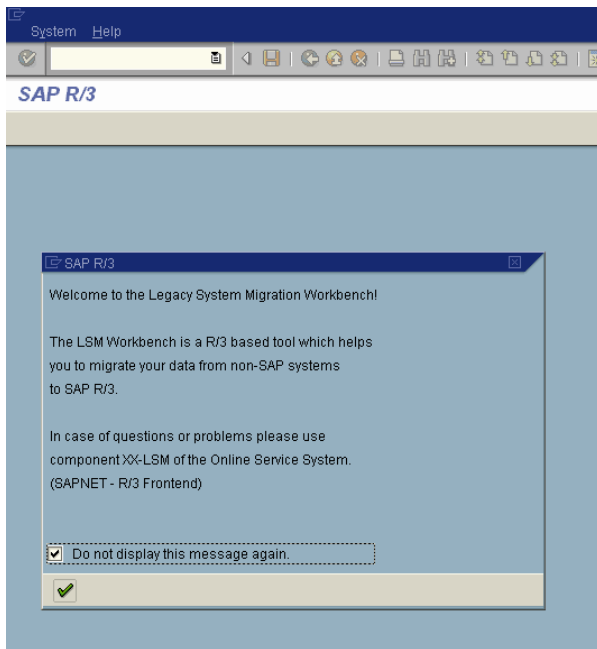 System Help
SAP R/3
SAP R/3
Welcome to the Legacy System Migration Workbench!
The LSM Workbench is a R/3 based tool which helps
you to migrate your data from non-SAP systems
to SAP R/3.
In case of questions or problems please use
component XX-LSM of the Online Service System.
(SAPNET - R/3 Frontend)
Do not display this message again.